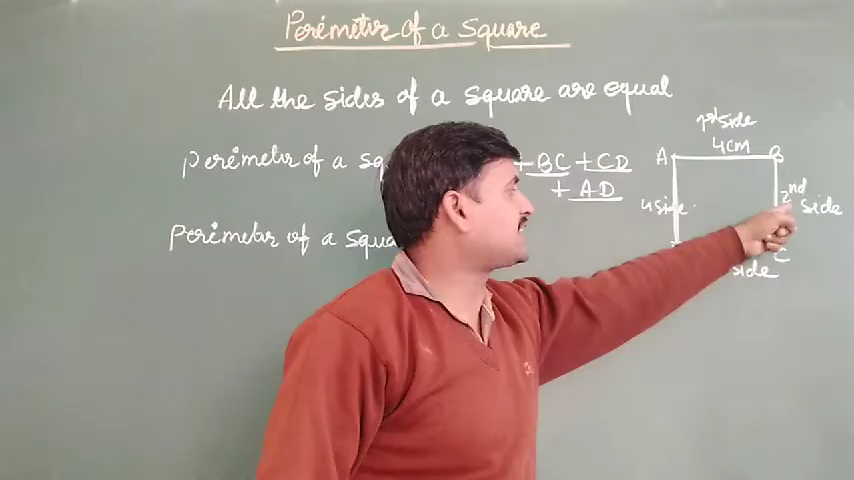 Perimeter of a Square
All the sides of a square are equal
Perimeter of a squ
+ BC + CD
+ AD
Perimeter of a squa
1st side
4cm
A B
4 side
2nd side
C
side